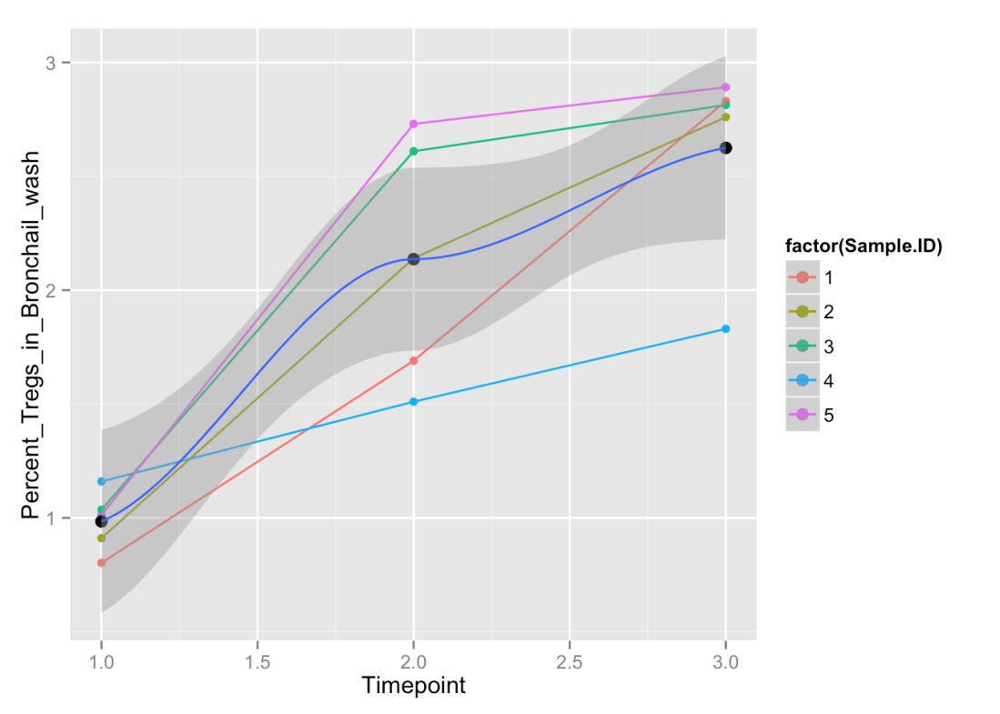 Percent_Tregs_in_Bronchail_wash
3
2
1
1.0 1.5 2.0 2.5 3.0
Timepoint
factor(Sample.ID)
1
2
3
4
5